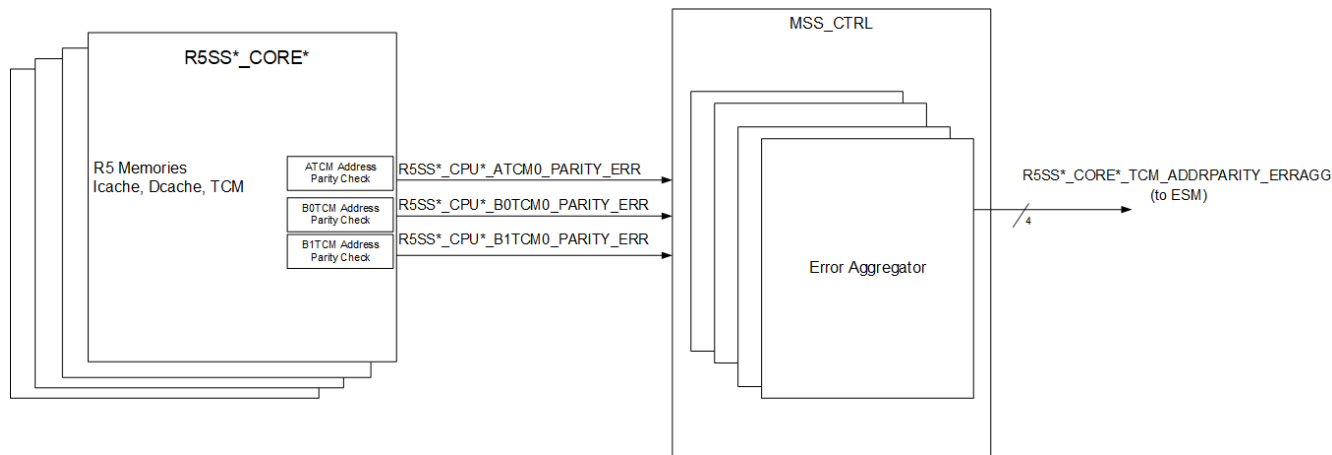 R5SS*_CORE*
R5 Memories
Icache, Dcache, TCM
ATCM Address
Parity Check
B0TCM Address
Parity Check
B1TCM Address
Parity Check
R5SS*_CPU*_ATCM0_PARITY_ERR
R5SS*_CPU*_B0TCM0_PARITY_ERR
R5SS*_CPU*_B1TCM0_PARITY_ERR
MSS_CTRL
Error Aggregator
R5SS*_CORE*_TCM_ADDRPARITY_ERRAGG
(to ESM)
4